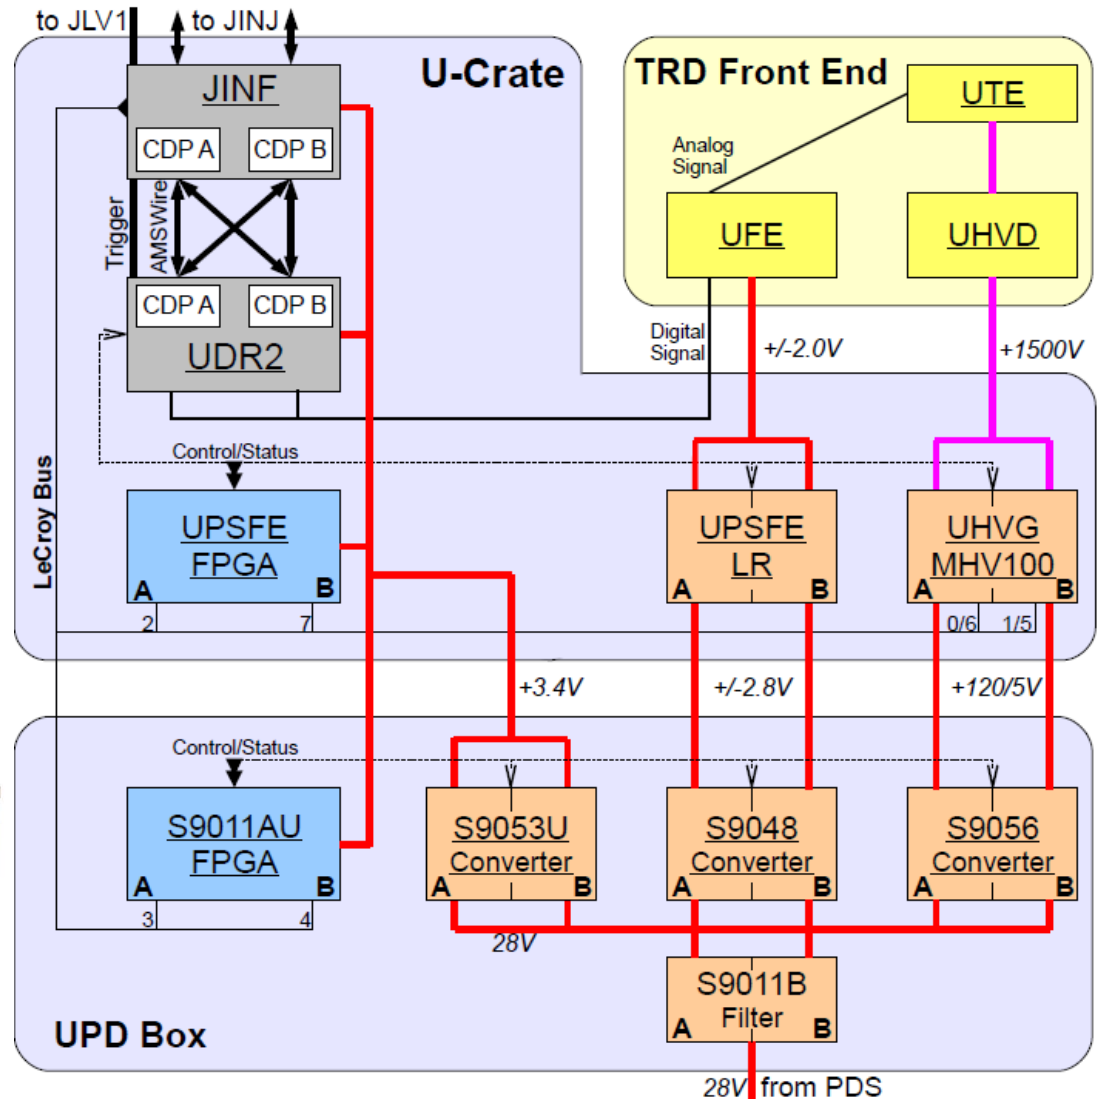 to JLV1
to JINJ
U-Crate
TRD Front End
JINF
CDP A
CDP B
UTE
Analog
Signal
Trigger
AMSWire
UFE
UHVD
CDP A
CDP B
UDR2
Digital
Signal
+/-2.0V
+1500V
Control/Status
LeCroy Bus
UPSFE
FPGA
A
B
2
7
UPSFE
LR
A
B
UHVG
MHV100
A
B
0/6
1/5
+3.4V
+/-2.8V
+120/5V
Control/Status
S9011AU
FPGA
A
B
3
4
S9053U
Converter
A
B
S9048
Converter
A
B
S9056
Converter
A
B
28V
S9011B
Filter
A
B
UPD Box
28V from PDS